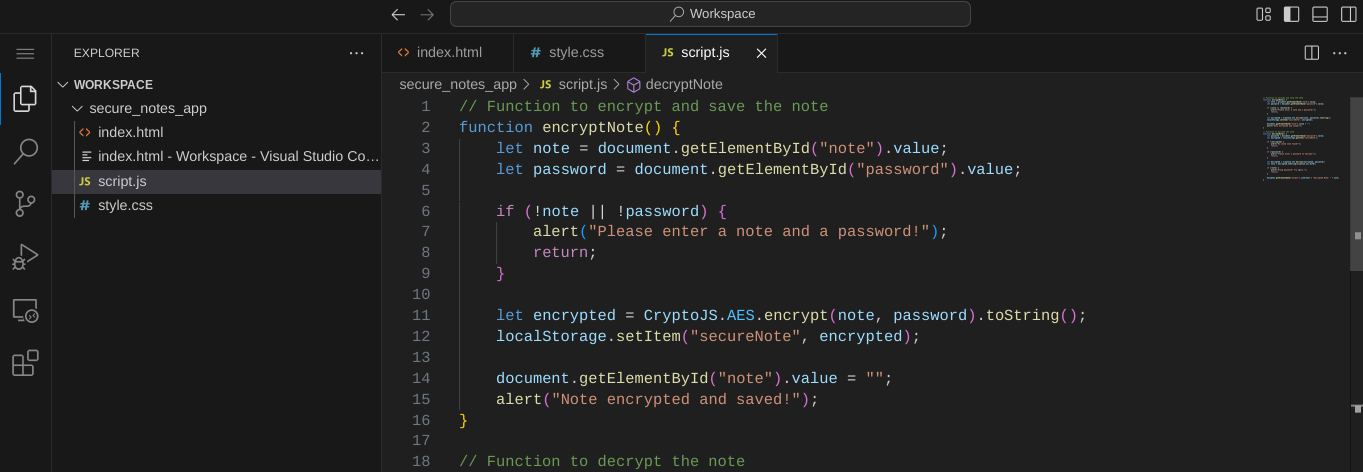 Workspace
EXPLORER
WORKSPACE
secure_notes_app
index.html
index.html - Workspace - Visual Studio Co...
JS script.js
# style.css
index.html
# style.css
JS script.js
secure_notes_app > JS script.js > decryptNote
1 // Function to encrypt and save the note
2 function encryptNote() {
3 let note = document.getElementById("note").value;
4 let password = document.getElementById("password").value;
5
6 if (!note || !password) {
7 alert("Please enter a note and a password!");
8 return;
9 }
10
11 let encrypted = CryptoJS.AES.encrypt(note, password).toString();
12 localStorage.setItem("secureNote", encrypted);
13
14 document.getElementById("note").value = "";
15 alert("Note encrypted and saved!");
16 }
17
18 // Function to decrypt the note